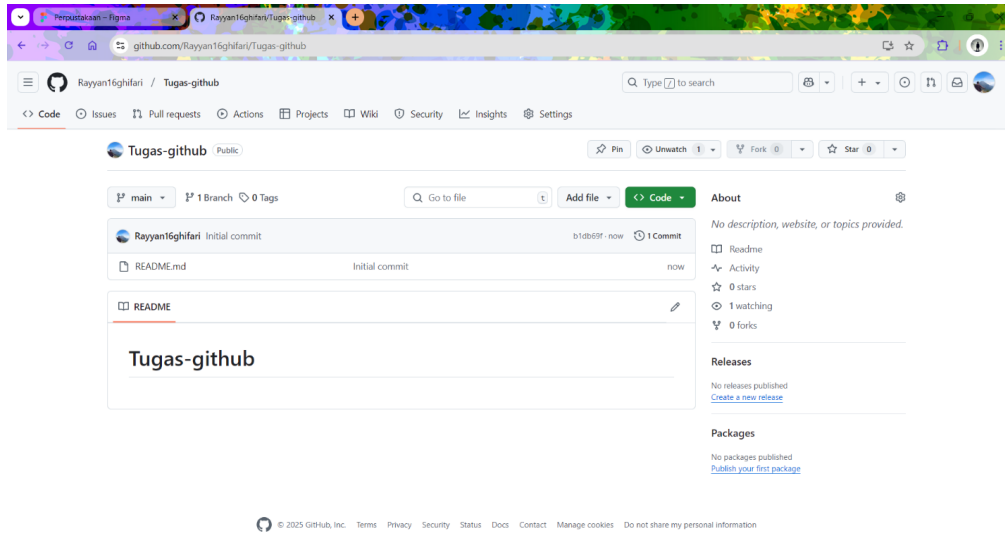 Perpustakaan – Figma
Rayyan16ghifari/Tugas-github
github.com/Rayyan16ghifari/Tugas-github
Rayyan16ghifari / Tugas-github
Type / to search
Code Issues Pull requests Actions Projects Wiki Security Insights Settings
Tugas-github Public
Pin Unwatch 1 Fork 0 Star 0
main 1 Branch 0 Tags Go to file t Add file Code
About
No description, website, or topics provided.
Rayyan16ghifari Initial commit b1db69f · now 1 Commit
README.md Initial commit now
Readme
Activity
0 stars
1 watching
0 forks
README
Tugas-github
Releases
No releases published
Create a new release
Packages
No packages published
Publish your first package
© 2025 GitHub, Inc. Terms Privacy Security Status Docs Contact Manage cookies Do not share my personal information